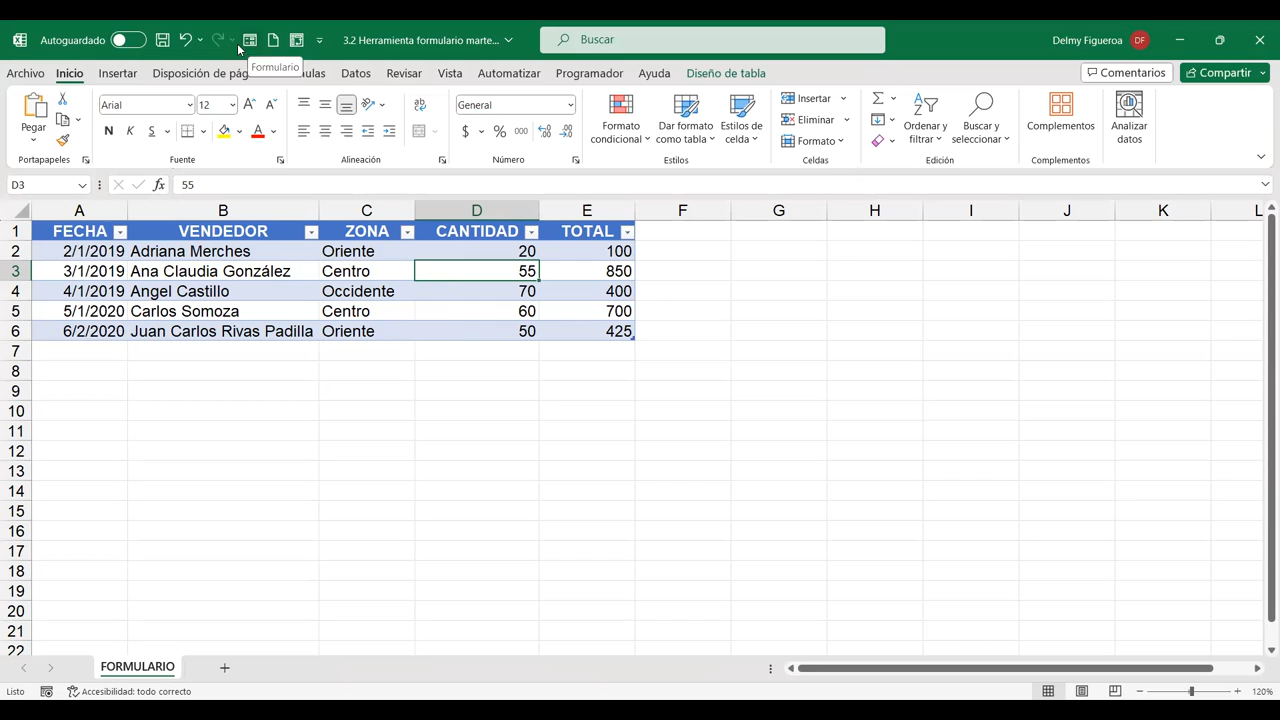 Autoguardado
3.2 Herramienta formulario marte...
Buscar
Delmy Figueroa
DF
Formulario
Archivo Inicio Insertar Disposición de pág ulas Datos Revisar Vista Automatizar Programador Ayuda Diseño de tabla
Comentarios
Compartir
Pegar
Portapapeles
Arial 12
N K S
Fuente
Alineación
General
$ % 000
Número
Formato condicional
Dar formato como tabla
Estilos de celda
Estilos
Insertar
Eliminar
Formato
Celdas
Ordenar y filtrar
Buscar y seleccionar
Edición
Complementos
Complementos
Analizar datos
D3 fx 55
A B C D E F G H I J K L
1 FECHA VENDEDOR ZONA CANTIDAD TOTAL
2 2/1/2019 Adriana Merches Oriente 20 100
3 3/1/2019 Ana Claudia González Centro 55 850
4 4/1/2019 Angel Castillo Occidente 70 400
5 5/1/2020 Carlos Somoza Centro 60 700
6 6/2/2020 Juan Carlos Rivas Padilla Oriente 50 425
7
8
9
10
11
12
13
14
15
16
17
18
19
20
21
22
FORMULARIO
Listo
Accesibilidad: todo correcto
120%